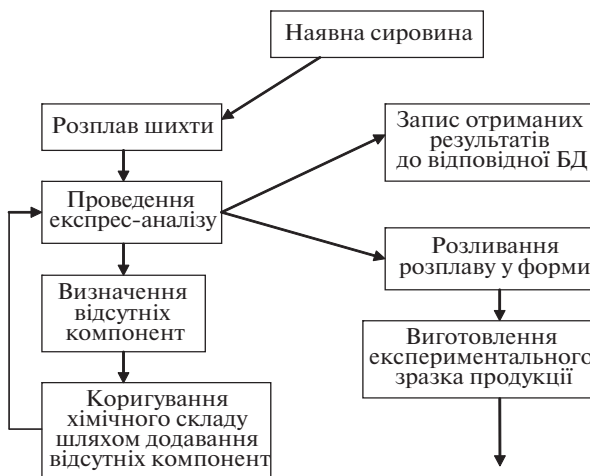 Наявна сировина
Розплав шихти
Запис отриманих
результатів
до відповідної БД
Проведення
експрес-аналізу
Розливання
розплаву у форми
Визначення
відсутніх
компонент
Виготовлення
експериментального
зразка продукції
Коригування
хімічного складу
шляхом додавання
відсутніх компонент